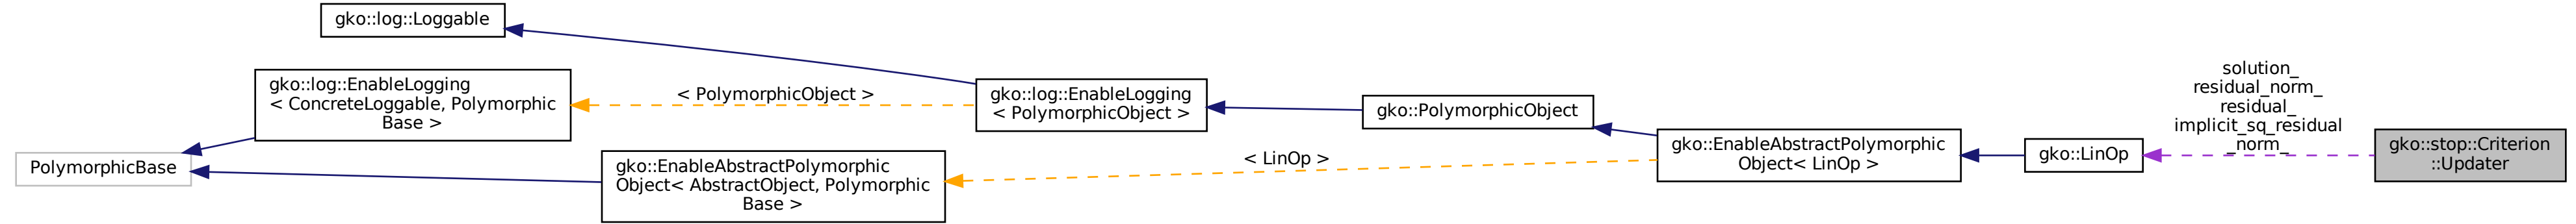 gko::log::Loggable
gko::log::EnableLogging
< ConcreteLoggable, Polymorphic
Base >
< PolymorphicObject >
gko::log::EnableLogging
< PolymorphicObject >
gko::PolymorphicObject
PolymorphicBase
gko::EnableAbstractPolymorphic
Object< AbstractObject, Polymorphic
Base >
< LinOp >
gko::EnableAbstractPolymorphic
Object< LinOp >
gko::LinOp
solution_
residual_norm_
residual_
implicit_sq_residual
_norm_
gko::stop::Criterion
::Updater